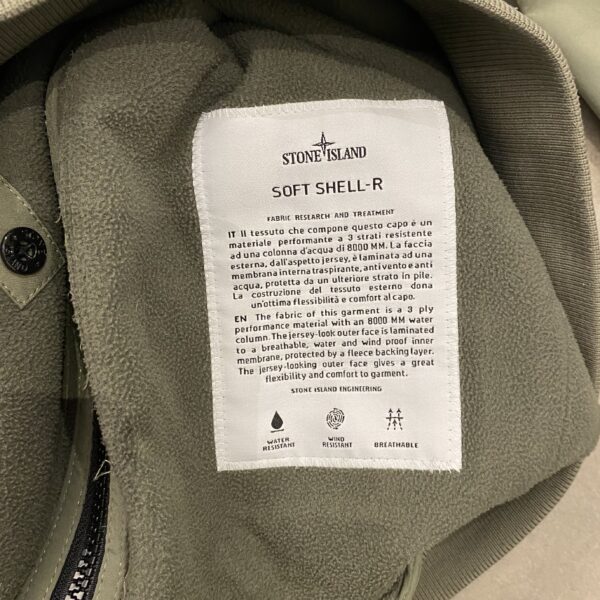 STONE ISLAND
SOFT SHELL-R
FABRIC RESEARCH AND TREATMENT
IT Il tessuto che compone questo capo è un
materiale performante a 3 strati resistente
ad una colonna d'acqua di 8000 MM. La faccia
esterna, dall'aspetto jersey, è laminata ad una
membrana interna traspirante, antivento e anti
acqua, protetta da un ulteriore strato in pile.
La costruzione del tessuto esterno dona
un'ottima flessibilità e comfort al capo.
EN The fabric of this garment is a 3 ply
performance material with an 8000 MM water
column. The jersey-look outer face is laminated
to a breathable, water and wind proof inner
membrane, protected by a fleece backing layer.
The jersey-looking outer face gives a great
flexibility and comfort to garment.
STONE ISLAND ENGINEERING
WATER RESISTANT
WIND RESISTANT
BREATHABLE